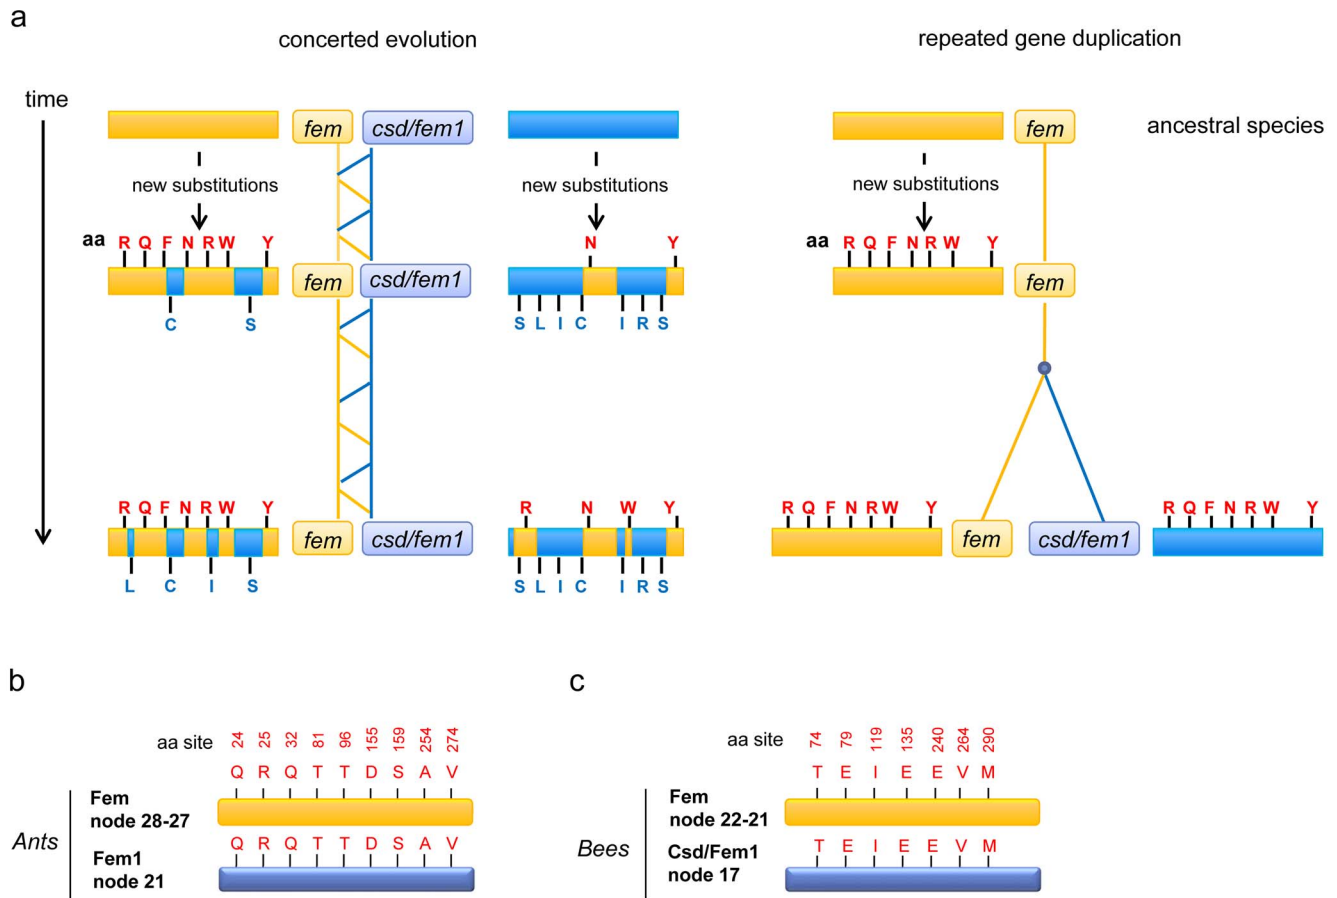 a
concerted evolution
repeated gene duplication
time
fem
csd/fem1
fem
ancestral species
new substitutions
new substitutions
new substitutions
aa
R Q F N R W Y
N Y
aa
R Q F N R W Y
fem
csd/fem1
fem
C S
S L I C I R S
R Q F N R W Y
R N W Y
R Q F N R W Y
R Q F N R W Y
fem
csd/fem1
fem
csd/fem1
L C I S
S L I C I R S
b
aa site
24 25 32 81 96 155 159 254 274
Q R Q T T D S A V
Fem
node 28-27
Ants
Q R Q T T D S A V
Fem1
node 21
c
aa site
74 79 119 135 240 264 290
T E I E E V M
Fem
node 22-21
Bees
T E I E E V M
Csd/Fem1
node 17